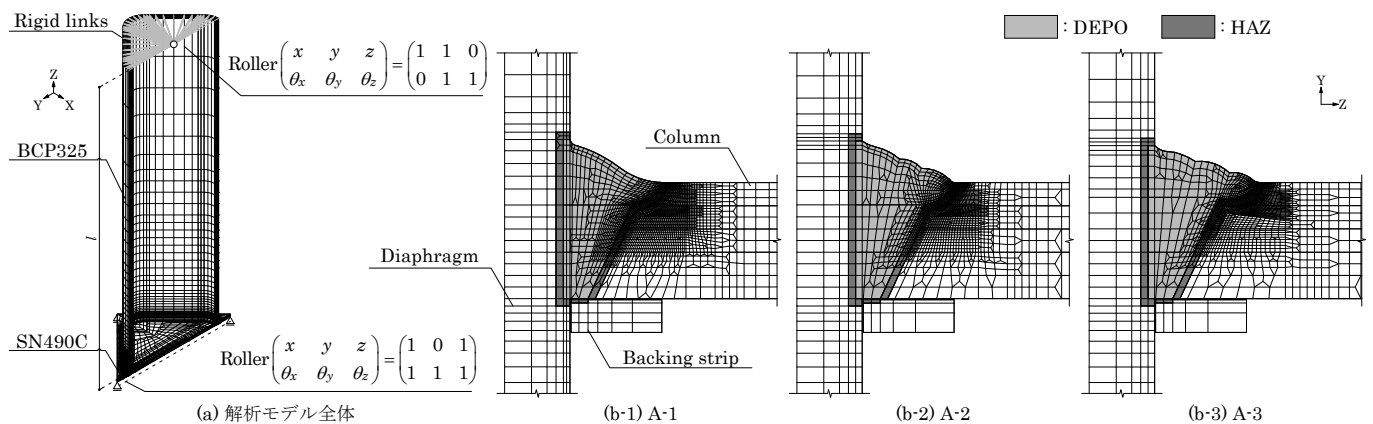 Rigid links
Z
Y X
Roller ( x y z θx θy θz ) = ( 1 1 0 0 1 1 )
BCP325
l
SN490C
Roller ( x y z θx θy θz ) = ( 1 0 1 1 1 1 )
(a) 解析モデル全体
: DEPO : HAZ
Y
Z
Column
Diaphragm
Backing strip
(b-1) A-1
(b-2) A-2
(b-3) A-3